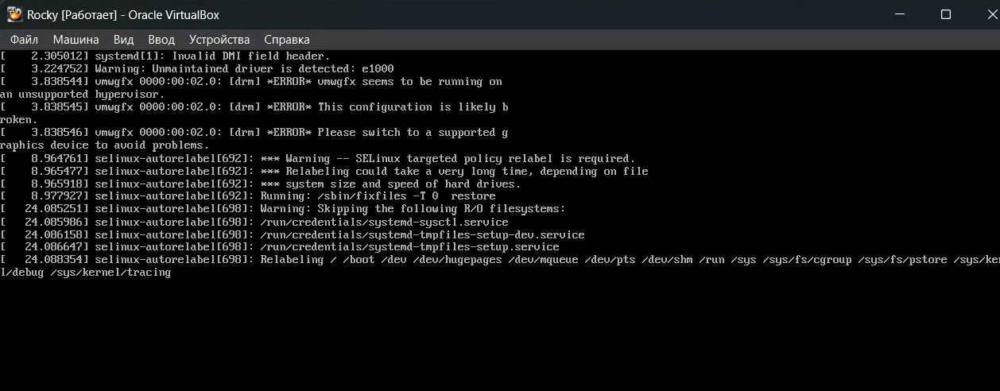 Rocky [Работает] - Oracle VirtualBox
Файл Машина Вид Ввод Устройства Справка
[    2.305012] systemd[1]: Invalid DMI field header.
[    3.224752] Warning: Unmaintained driver is detected: e1000
[    3.838544] vmwgfx 0000:00:02.0: [drm] *ERROR* vmwgfx seems to be running on
an unsupported hypervisor.
[    3.838545] vmwgfx 0000:00:02.0: [drm] *ERROR* This configuration is likely b
roken.
[    3.838546] vmwgfx 0000:00:02.0: [drm] *ERROR* Please switch to a supported g
raphics device to avoid problems.
[    8.964761] selinux-autorelabel[692]: *** Warning -- SELinux targeted policy relabel is required.
[    8.965477] selinux-autorelabel[692]: *** Relabeling could take a very long time, depending on file
[    8.965918] selinux-autorelabel[692]: *** system size and speed of hard drives.
[    8.977927] selinux-autorelabel[692]: Running: /sbin/fixfiles -T 0  restore
[   24.085251] selinux-autorelabel[698]: Warning: Skipping the following R/O filesystems:
[   24.085986] selinux-autorelabel[698]: /run/credentials/systemd-sysctl.service
[   24.086158] selinux-autorelabel[698]: /run/credentials/systemd-tmpfiles-setup-dev.service
[   24.086647] selinux-autorelabel[698]: /run/credentials/systemd-tmpfiles-setup.service
[   24.088354] selinux-autorelabel[698]: Relabeling / /boot /dev /dev/hugepages /dev/mqueue /dev/pts /dev/shm /run /sys /sys/fs/cgroup /sys/fs/pstore /sys/ke
l/debug /sys/kernel/tracing